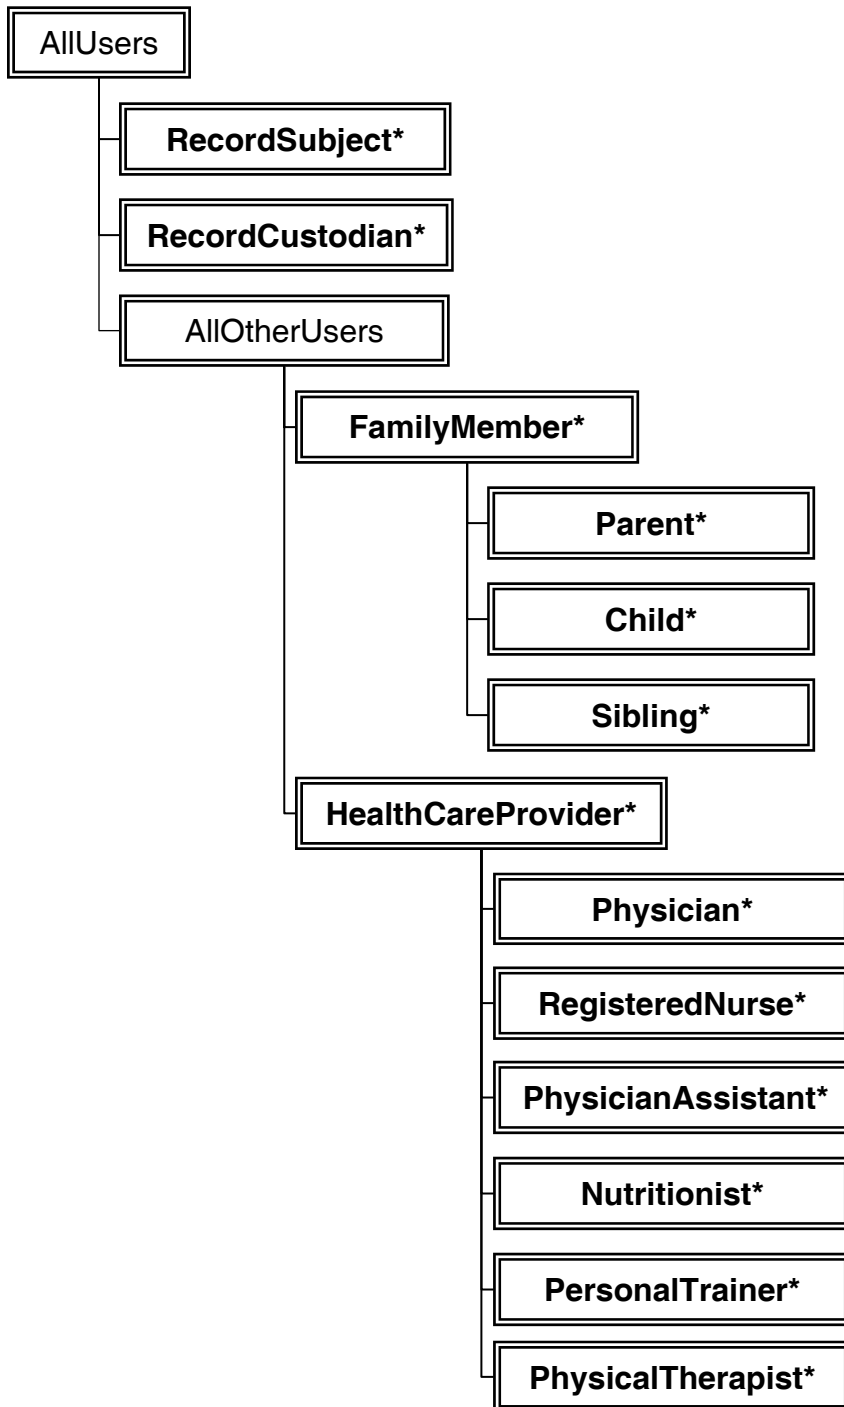 AllUsers
RecordSubject*
RecordCustodian*
AllOtherUsers
FamilyMember*
Parent*
Child*
Sibling*
HealthCareProvider*
Physician*
RegisteredNurse*
PhysicianAssistant*
Nutritionist*
PersonalTrainer*
PhysicalTherapist*